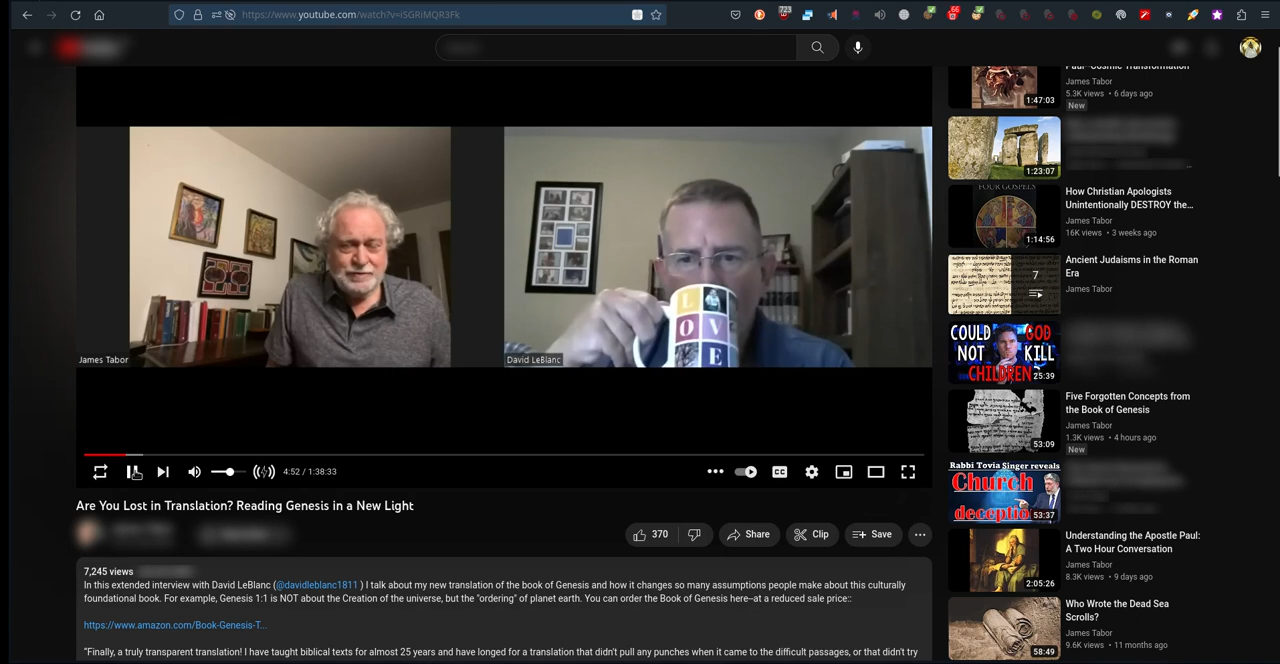 https://www.youtube.com/watch?v=iSGRiMQR3Fk
723
66
James Tabor
David LeBlanc
LOVE
4:52 / 1:38:33
CC
Are You Lost in Translation? Reading Genesis in a New Light
370
Share
Clip
Save
7,245 views
In this extended interview with David LeBlanc (@davidleblanc1811 ) I talk about my new translation of the book of Genesis and how it changes so many assumptions people make about this culturally
foundational book. For example, Genesis 1:1 is NOT about the Creation of the universe, but the "ordering" of planet earth. You can order the Book of Genesis here--at a reduced sale price::
https://www.amazon.com/Book-Genesis-T...
"Finally, a truly transparent translation! I have taught biblical texts for almost 25 years and have longed for a translation that didn't pull any punches when it came to the difficult passages, or that didn't try
1:47:03
Paul "Cosmic Transformation"
James Tabor
5.3K views • 6 days ago
New
1:23:07
FOUR GOSPELS
1:14:56
How Christian Apologists
Unintentionally DESTROY the...
James Tabor
16K views • 3 weeks ago
7
Ancient Judaisms in the Roman
Era
James Tabor
COULD GOD
NOT KILL
CHILDREN
25:39
53:09
Five Forgotten Concepts from
the Book of Genesis
James Tabor
1.3K views • 4 hours ago
New
Rabbi Tovia Singer reveals
Church
deception
53:37
2:05:26
Understanding the Apostle Paul:
A Two Hour Conversation
James Tabor
8.3K views • 9 days ago
58:49
Who Wrote the Dead Sea
Scrolls?
James Tabor
9.6K views • 11 months ago